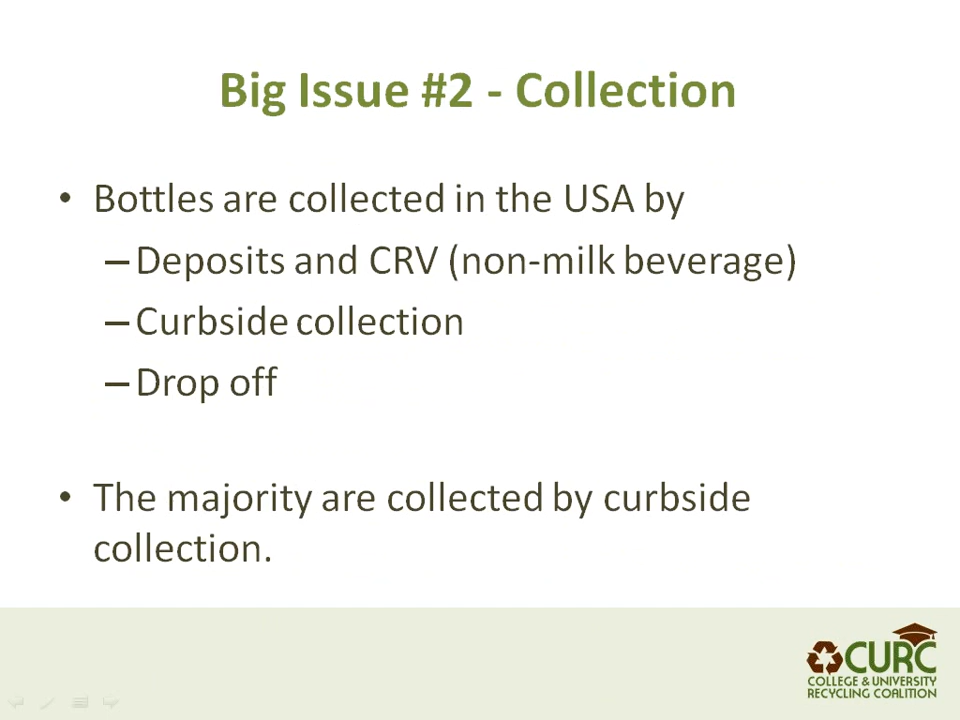 Big Issue #2 - Collection
• Bottles are collected in the USA by
– Deposits and CRV (non-milk beverage)
– Curbside collection
– Drop off
• The majority are collected by curbside
collection.
CURC
COLLEGE & UNIVERSITY
RECYCLING COALITION